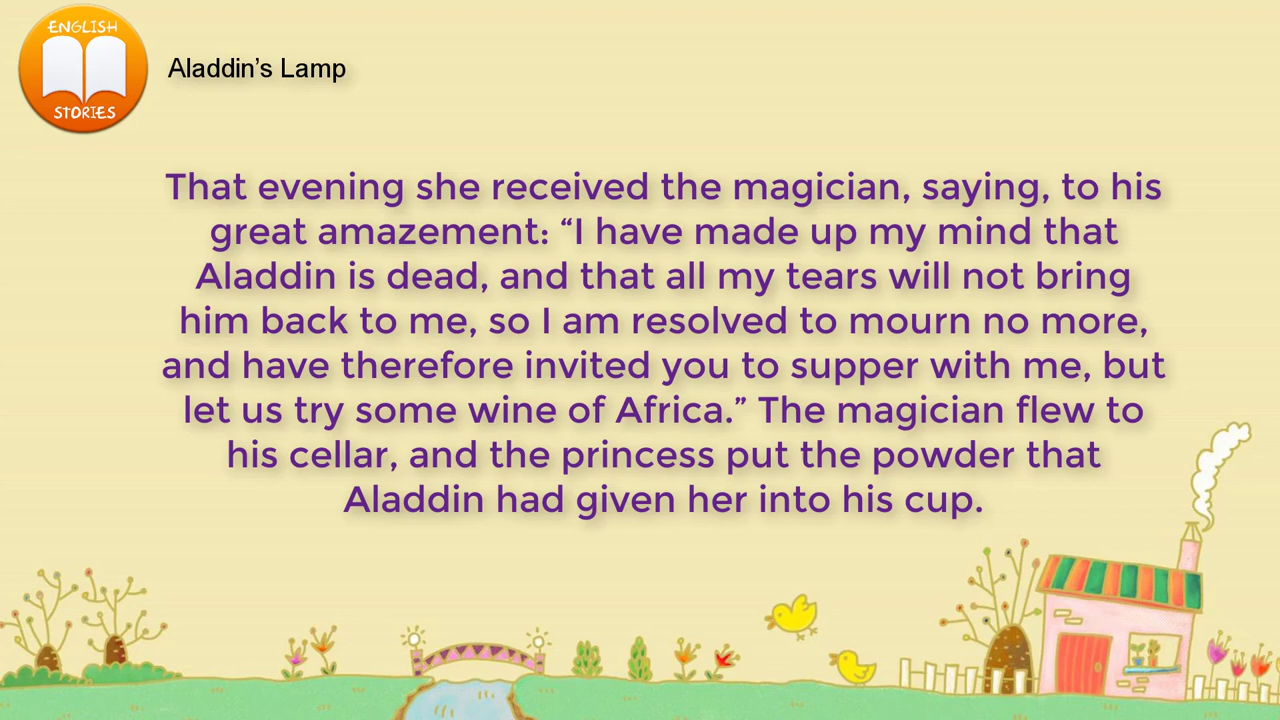 ENGLISH
STORIES
Aladdin’s Lamp
That evening she received the magician, saying, to his
great amazement: “I have made up my mind that
Aladdin is dead, and that all my tears will not bring
him back to me, so I am resolved to mourn no more,
and have therefore invited you to supper with me, but
let us try some wine of Africa.” The magician flew to
his cellar, and the princess put the powder that
Aladdin had given her into his cup.